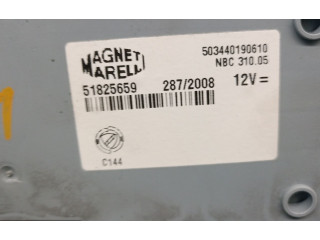 MAGNETI
MARELLI
503440190610
NBC 310.05
51825659 287/2008 12V =
C144